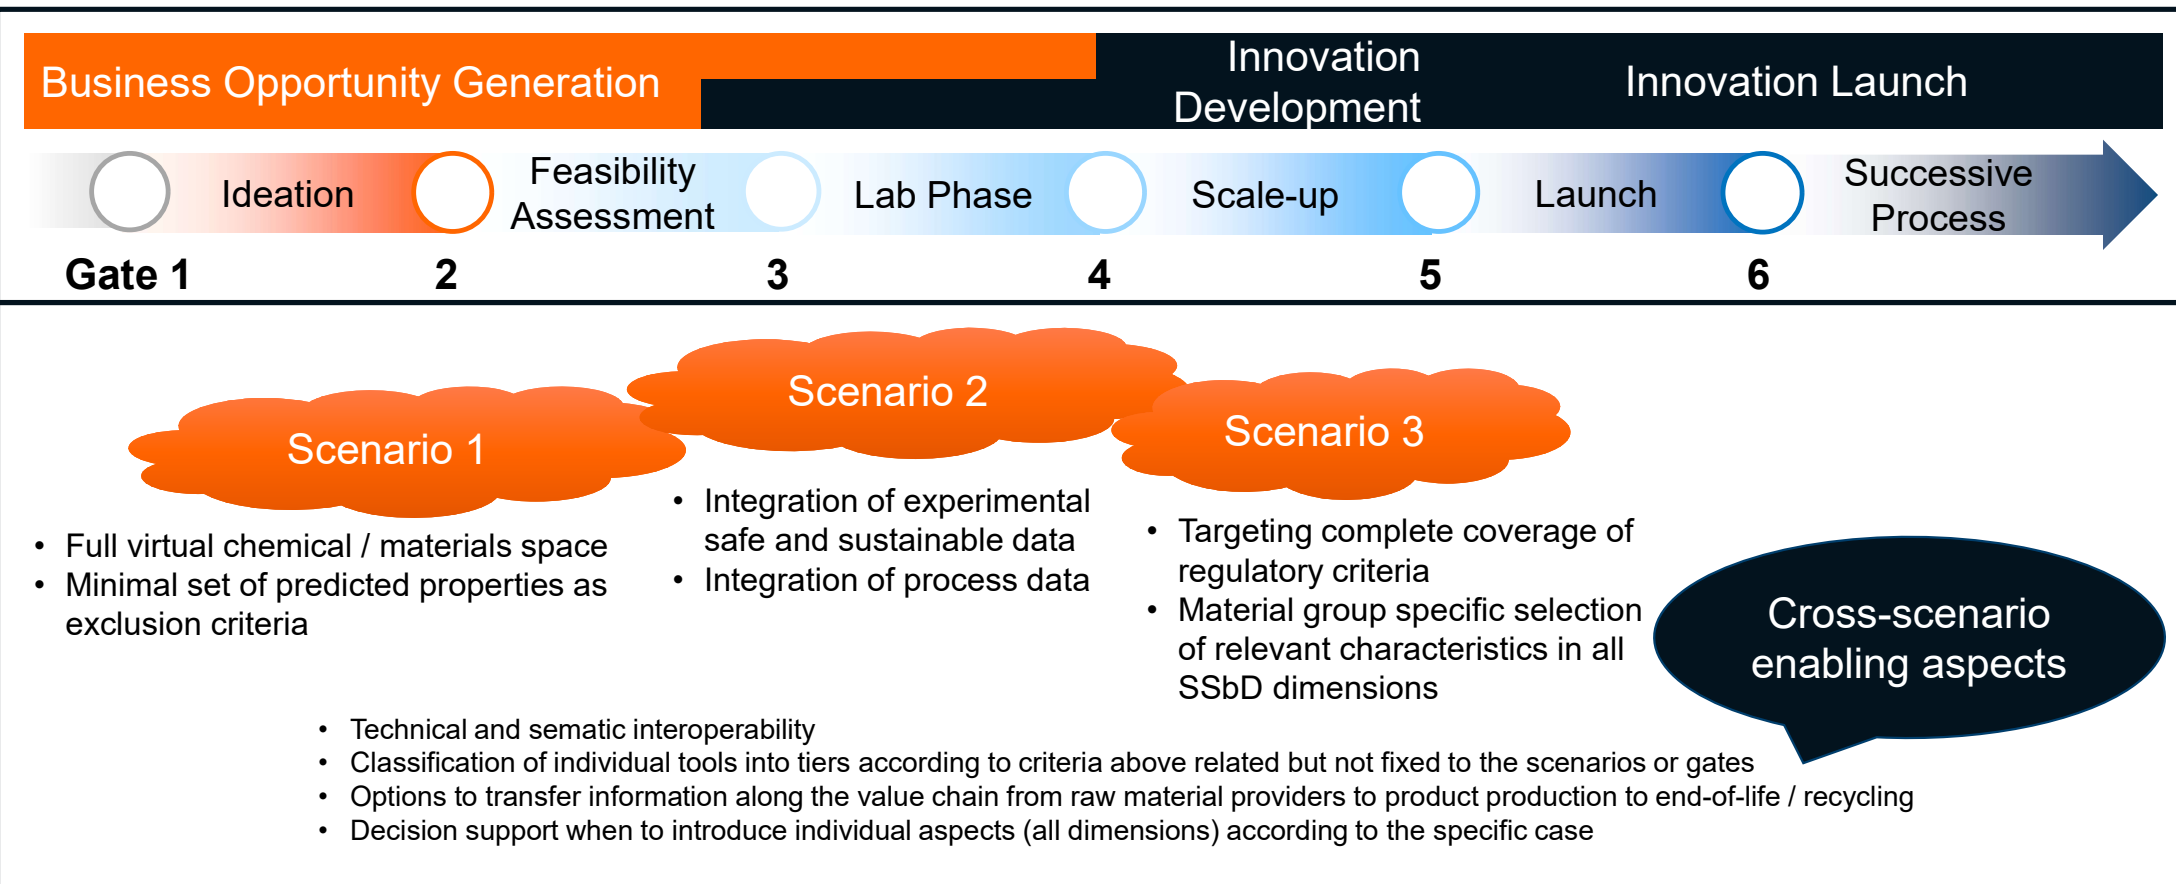 Business Opportunity Generation
Innovation
Development
Innovation Launch
Ideation
Feasibility
Assessment
Lab Phase
Scale-up
Launch
Successive
Process
Gate 1
2
3
4
5
6
Scenario 1
Scenario 2
Scenario 3
• Full virtual chemical / materials space
• Minimal set of predicted properties as
exclusion criteria
• Integration of experimental
safe and sustainable data
• Integration of process data
• Targeting complete coverage of
regulatory criteria
• Material group specific selection
of relevant characteristics in all
SSbD dimensions
Cross-scenario
enabling aspects
• Technical and sematic interoperability
• Classification of individual tools into tiers according to criteria above related but not fixed to the scenarios or gates
• Options to transfer information along the value chain from raw material providers to product production to end-of-life / recycling
• Decision support when to introduce individual aspects (all dimensions) according to the specific case